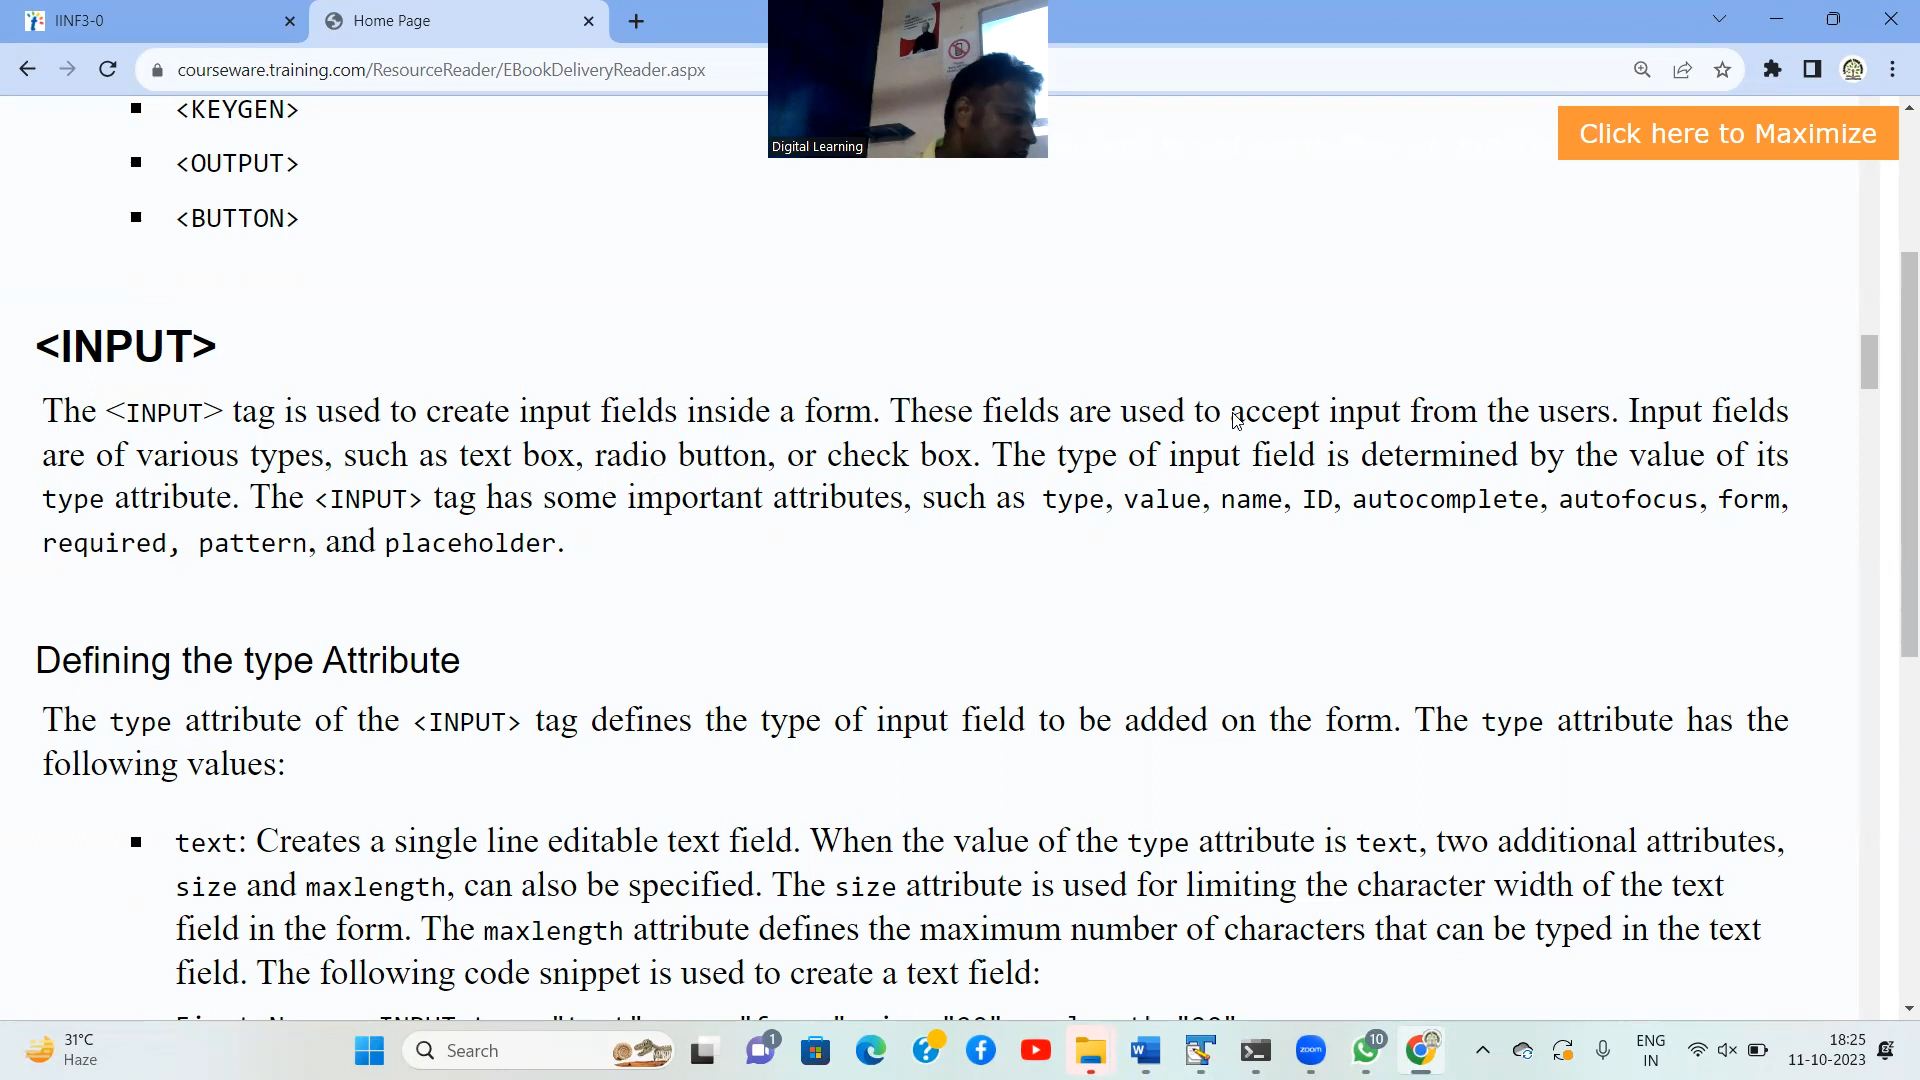 IINF3-0
Home Page
courseware.training.com/ResourceReader/EBookDeliveryReader.aspx
Digital Learning
Click here to Maximize
▪ <KEYGEN>
▪ <OUTPUT>
▪ <BUTTON>
<INPUT>
The <INPUT> tag is used to create input fields inside a form. These fields are used to accept input from the users. Input fields
are of various types, such as text box, radio button, or check box. The type of input field is determined by the value of its
type attribute. The <INPUT> tag has some important attributes, such as type, value, name, ID, autocomplete, autofocus, form,
required, pattern, and placeholder.
Defining the type Attribute
The type attribute of the <INPUT> tag defines the type of input field to be added on the form. The type attribute has the
following values:
▪ text: Creates a single line editable text field. When the value of the type attribute is text, two additional attributes,
size and maxlength, can also be specified. The size attribute is used for limiting the character width of the text
field in the form. The maxlength attribute defines the maximum number of characters that can be typed in the text
field. The following code snippet is used to create a text field:
31°C
Haze
Search
1
zoom
10
ENG
IN
18:25
11-10-2023